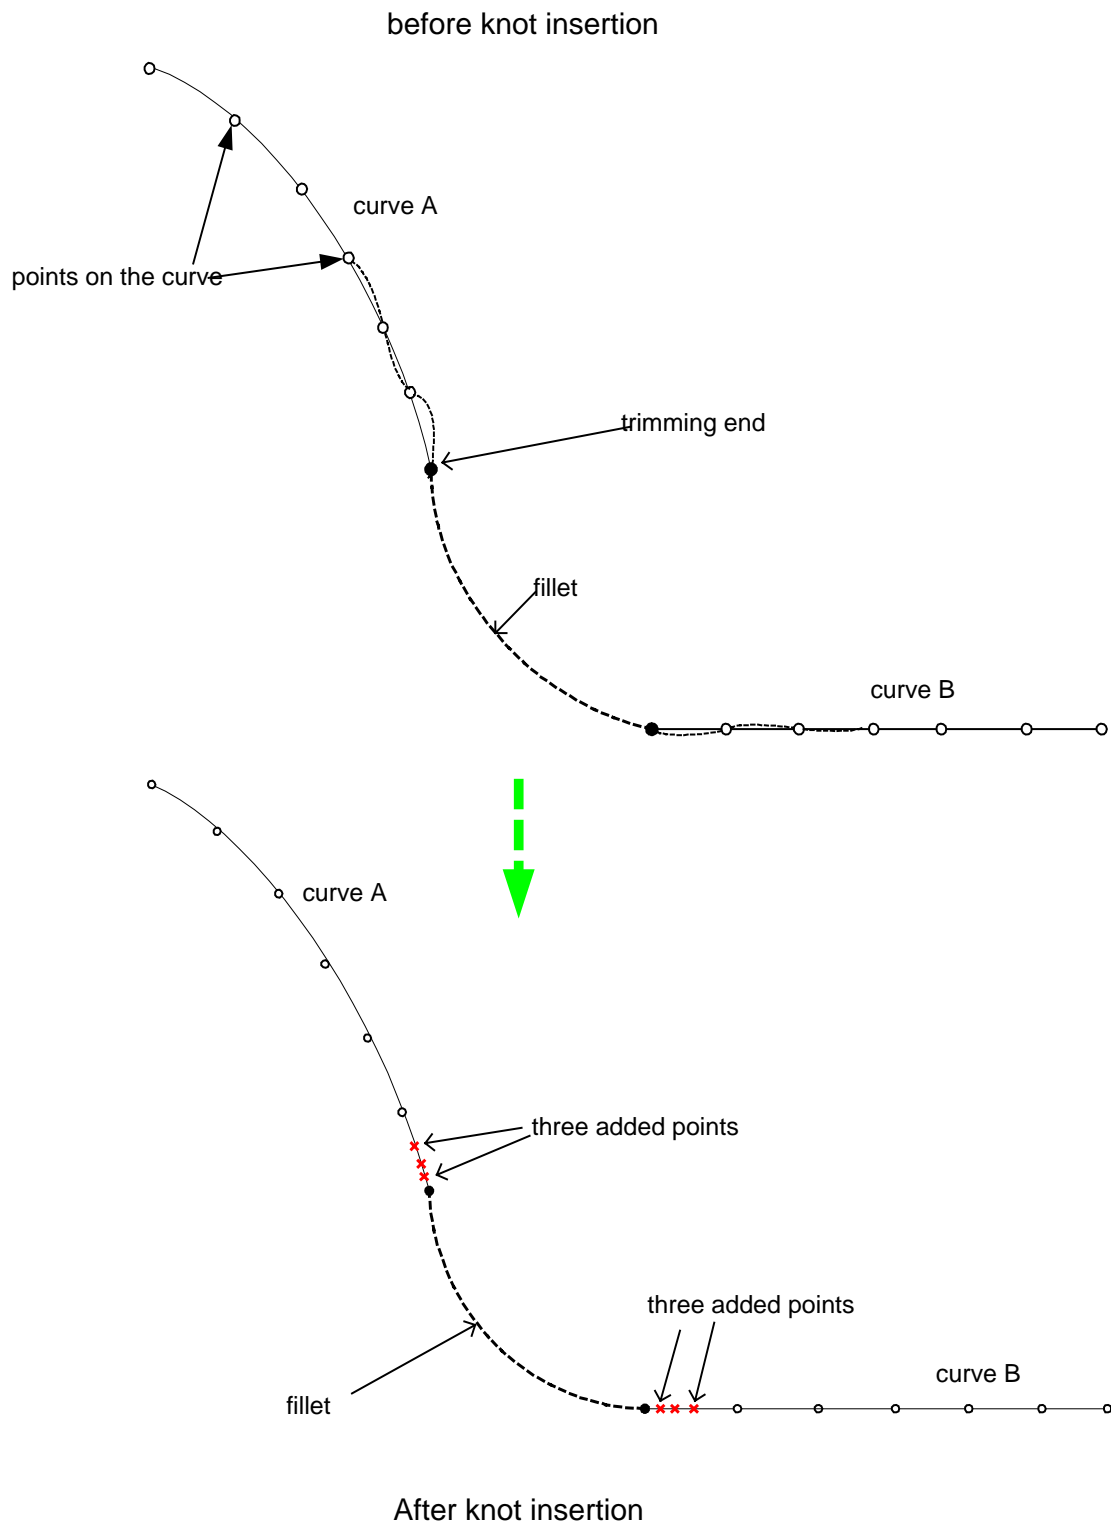 before knot insertion
curve A
points on the curve
trimming end
fillet
curve B
curve A
three added points
three added points
curve B
fillet
After knot insertion